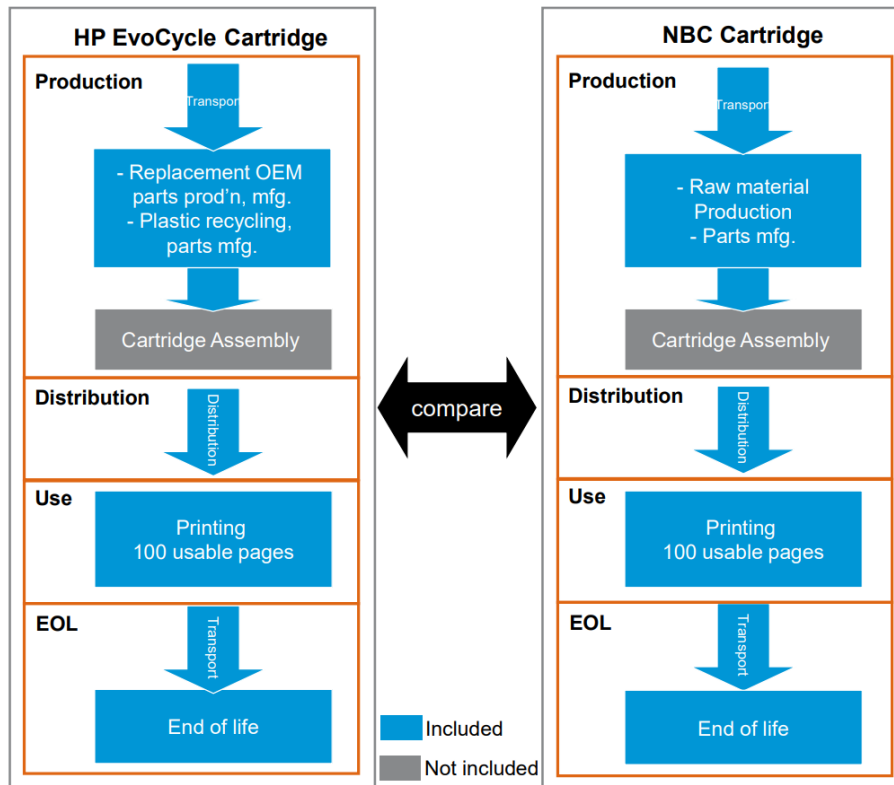 HP EvoCycle Cartridge
Production
Transport
- Replacement OEM
parts prod'n, mfg.
- Plastic recycling,
parts mfg.
Cartridge Assembly
Distribution
Distribution
Use
Printing
100 usable pages
EOL
Transport
End of life
compare
Included
Not included
NBC Cartridge
Production
Transport
- Raw material
Production
- Parts mfg.
Cartridge Assembly
Distribution
Distribution
Use
Printing
100 usable pages
EOL
Transport
End of life